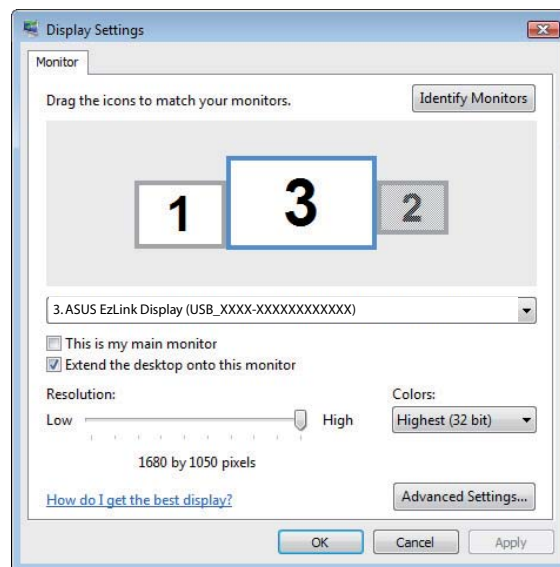 Display Settings
Monitor
Drag the icons to match your monitors.
Identify Monitors
1
3
2
3. ASUS EzLink Display (USB_XXXX-XXXXXXXXXXXX)
This is my main monitor
Extend the desktop onto this monitor
Resolution:
Colors:
Low
High
Highest (32 bit)
1680 by 1050 pixels
How do I get the best display?
Advanced Settings...
OK
Cancel
Apply